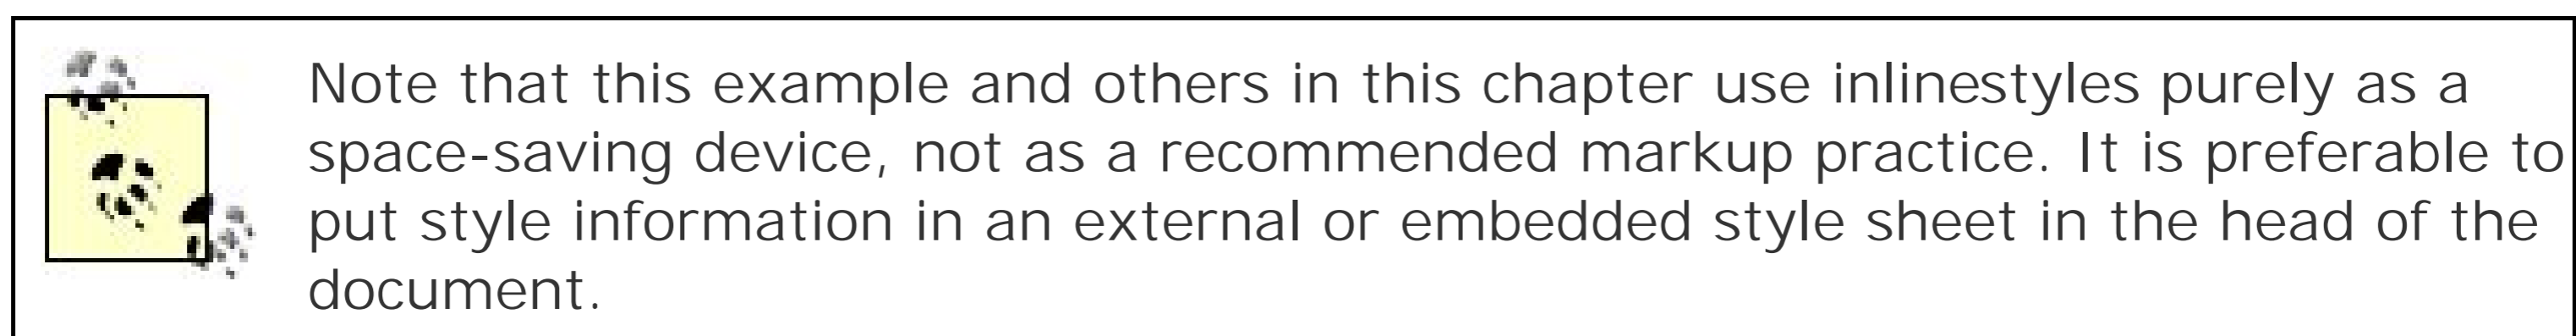 Note that this example and others in this chapter use inlinestyles purely as a
space-saving device, not as a recommended markup practice. It is preferable to
put style information in an external or embedded style sheet in the head of the
document.